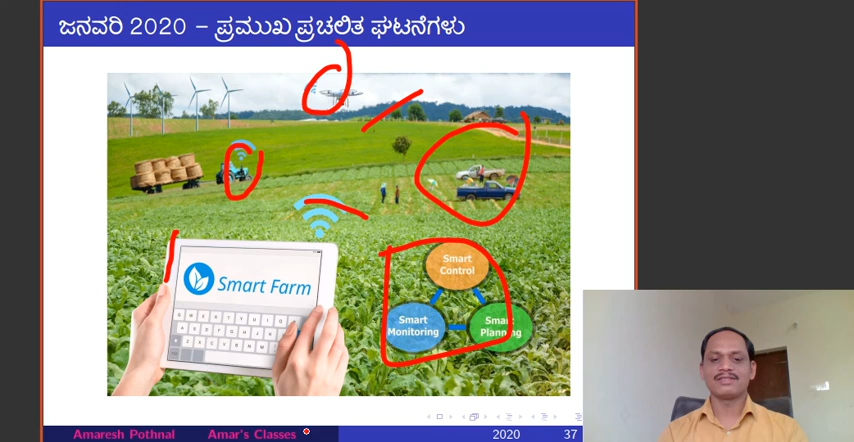 ಜನವರಿ 2020 – ಪ್ರಮುಖ ಪ್ರಚಲಿತ ಘಟನೆಗಳು
Smart Farm
Smart
Control
Smart
Monitoring
Smart
Planning
Amaresh Pothnal Amar's Classes 2020 37